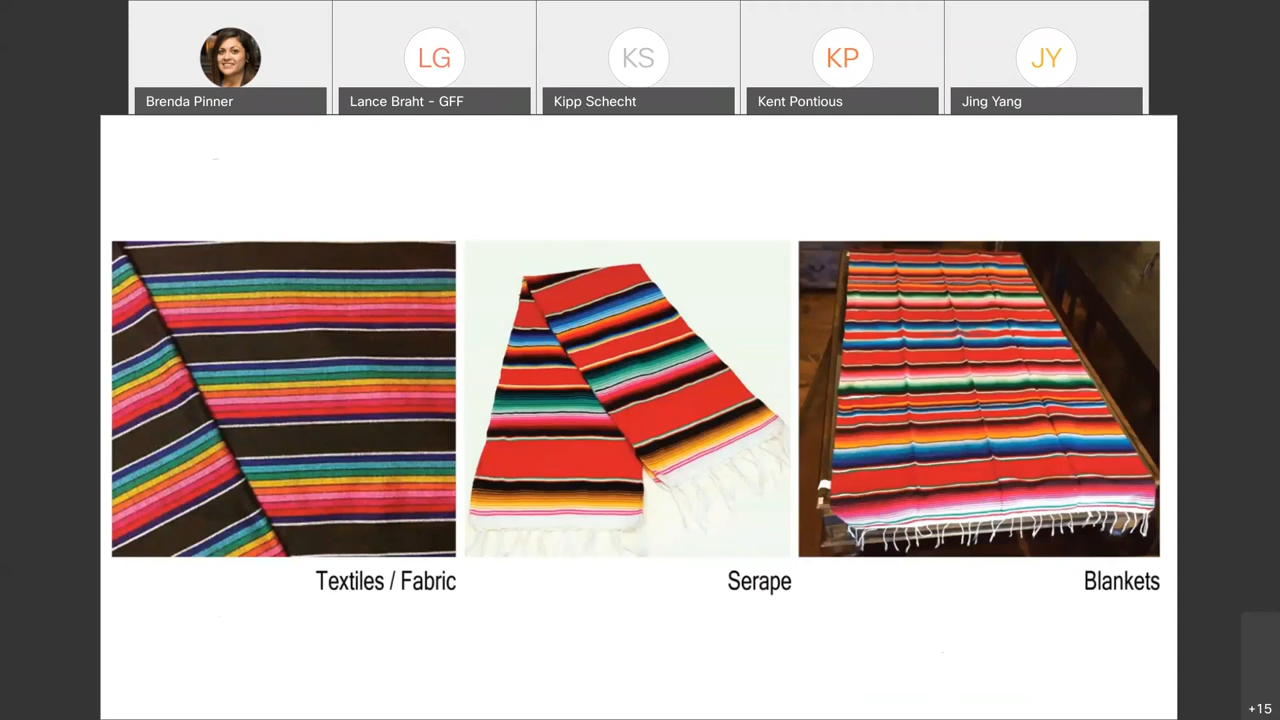 LG
KS
KP
JY
Brenda Pinner
Lance Braht - GFF
Kipp Schecht
Kent Pontious
Jing Yang
Textiles / Fabric
Serape
Blankets
+15